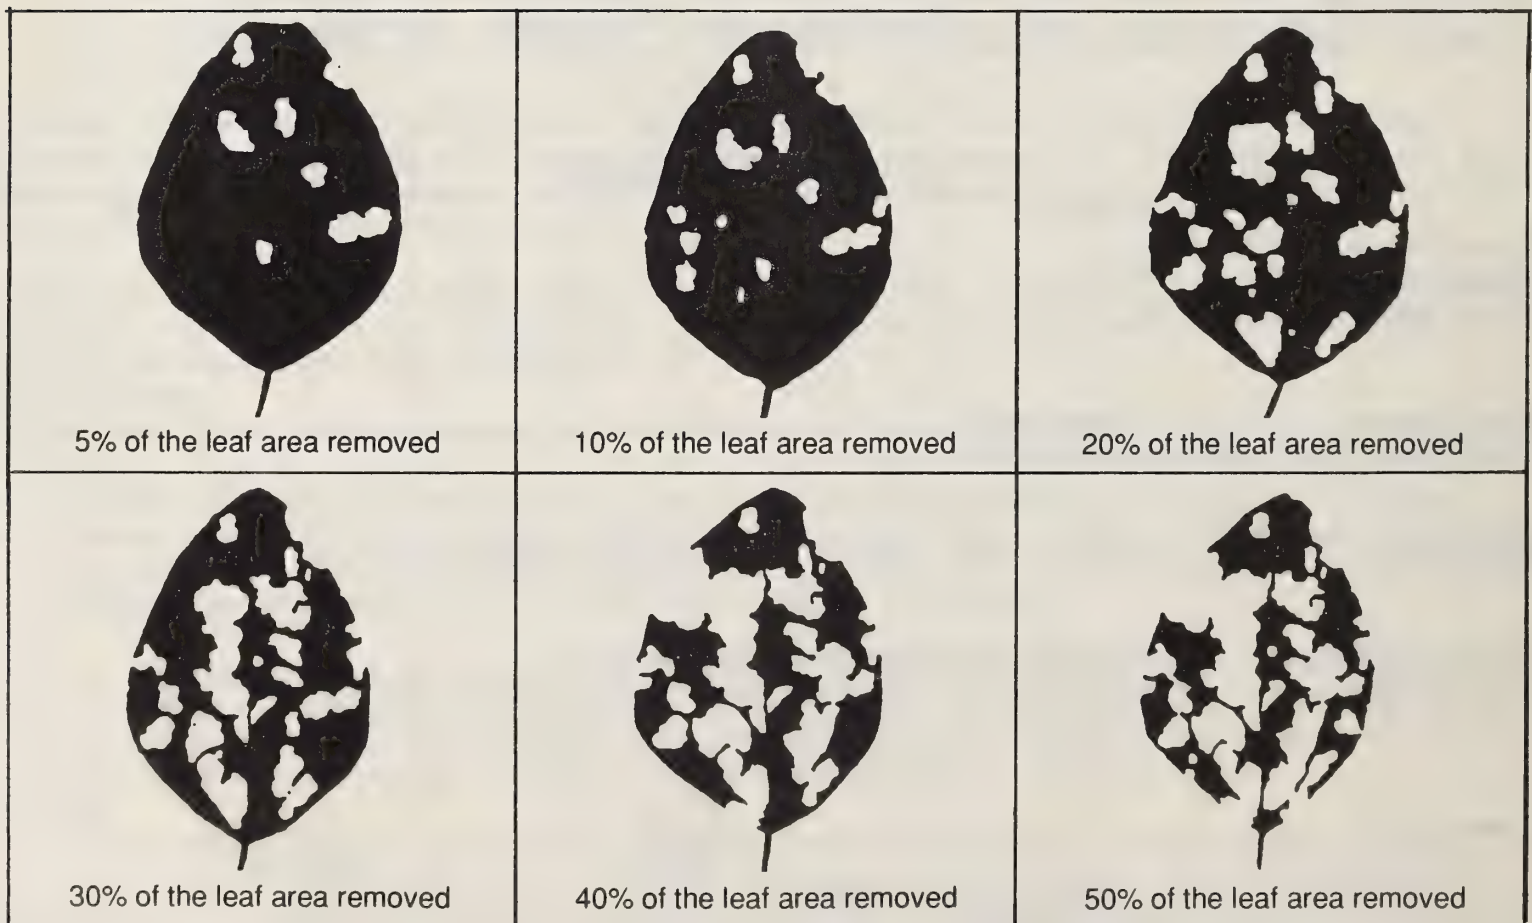 5% of the leaf area removed
10% of the leaf area removed
20% of the leaf area removed
30% of the leaf area removed
40% of the leaf area removed
50% of the leaf area removed